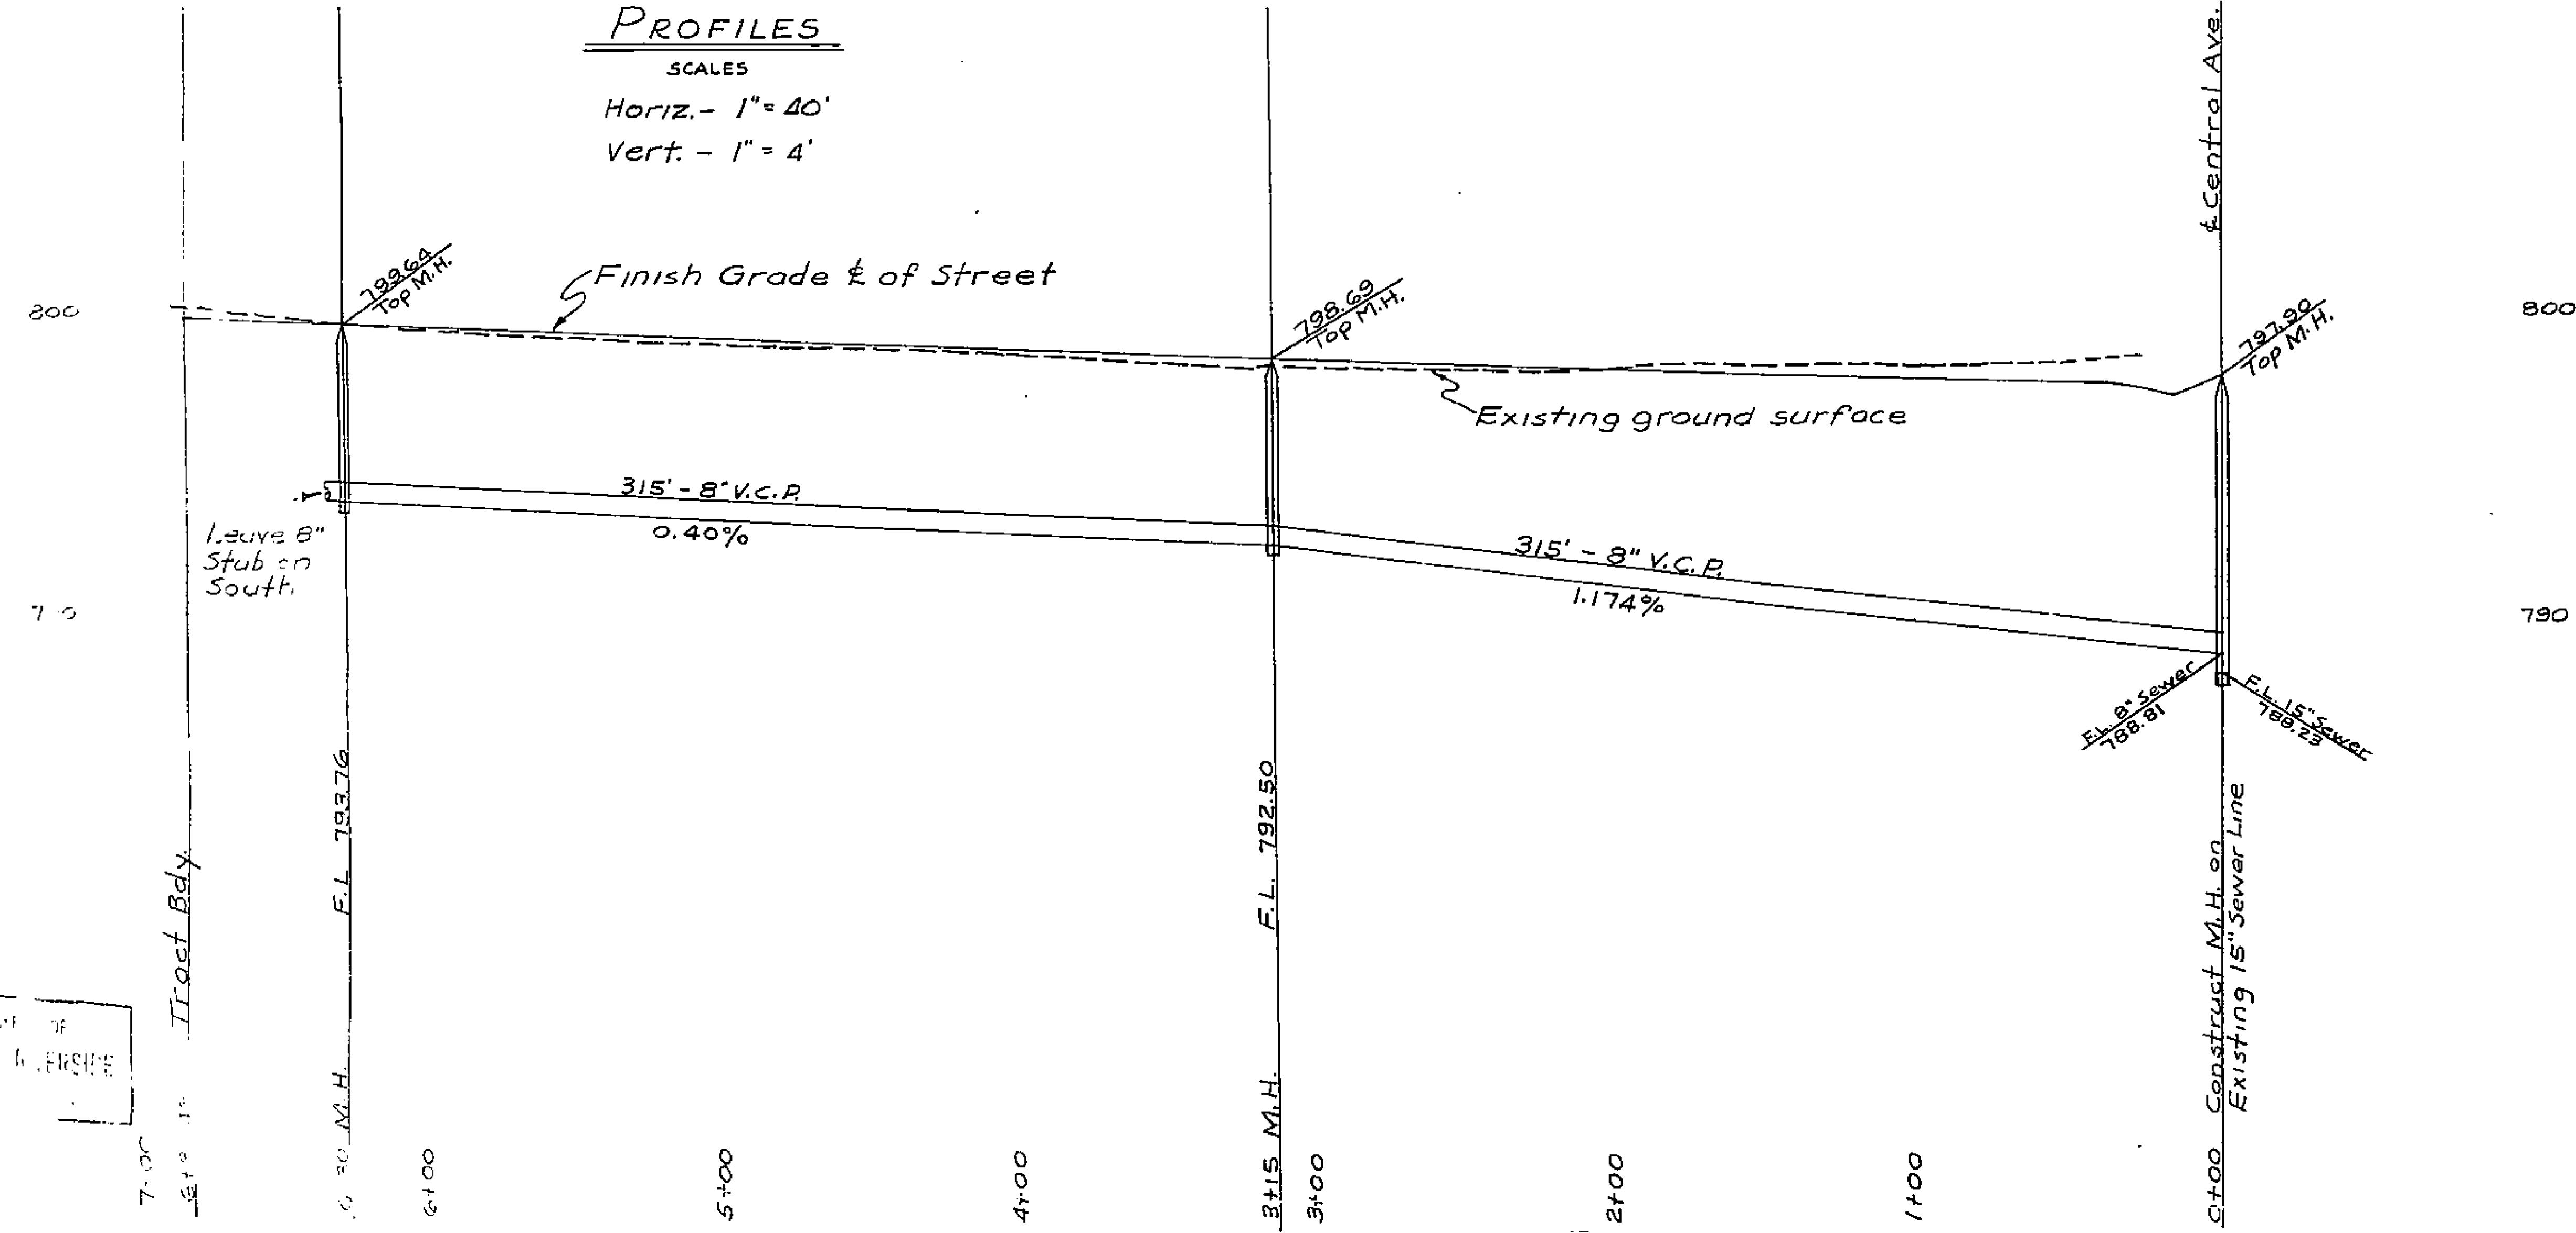 PROFILES
SCALES
Horiz.- 1"= 40'
Vert. - 1" = 4'
℄ Central Ave.
799.64
Top M.H.
Finish Grade ℄ of Street
798.69
Top M.H.
797.90
Top M.H.
800
800
Existing ground surface
315' - 8" V.C.P.
0.40%
Leave 8"
Stub on
South
315' - 8" V.C.P.
1.174%
790
F.L. 8" Sewer
788.81
F.L. 15" Sewer
788.23
Tract Bdy.
M.H. F.L 793.76
3+15 M.H. F.L. 792.50
0+00 Construct M.H. on
Existing 15" Sewer Line
OF
6+00
5+00
4+00
3+00
2+00
1+00